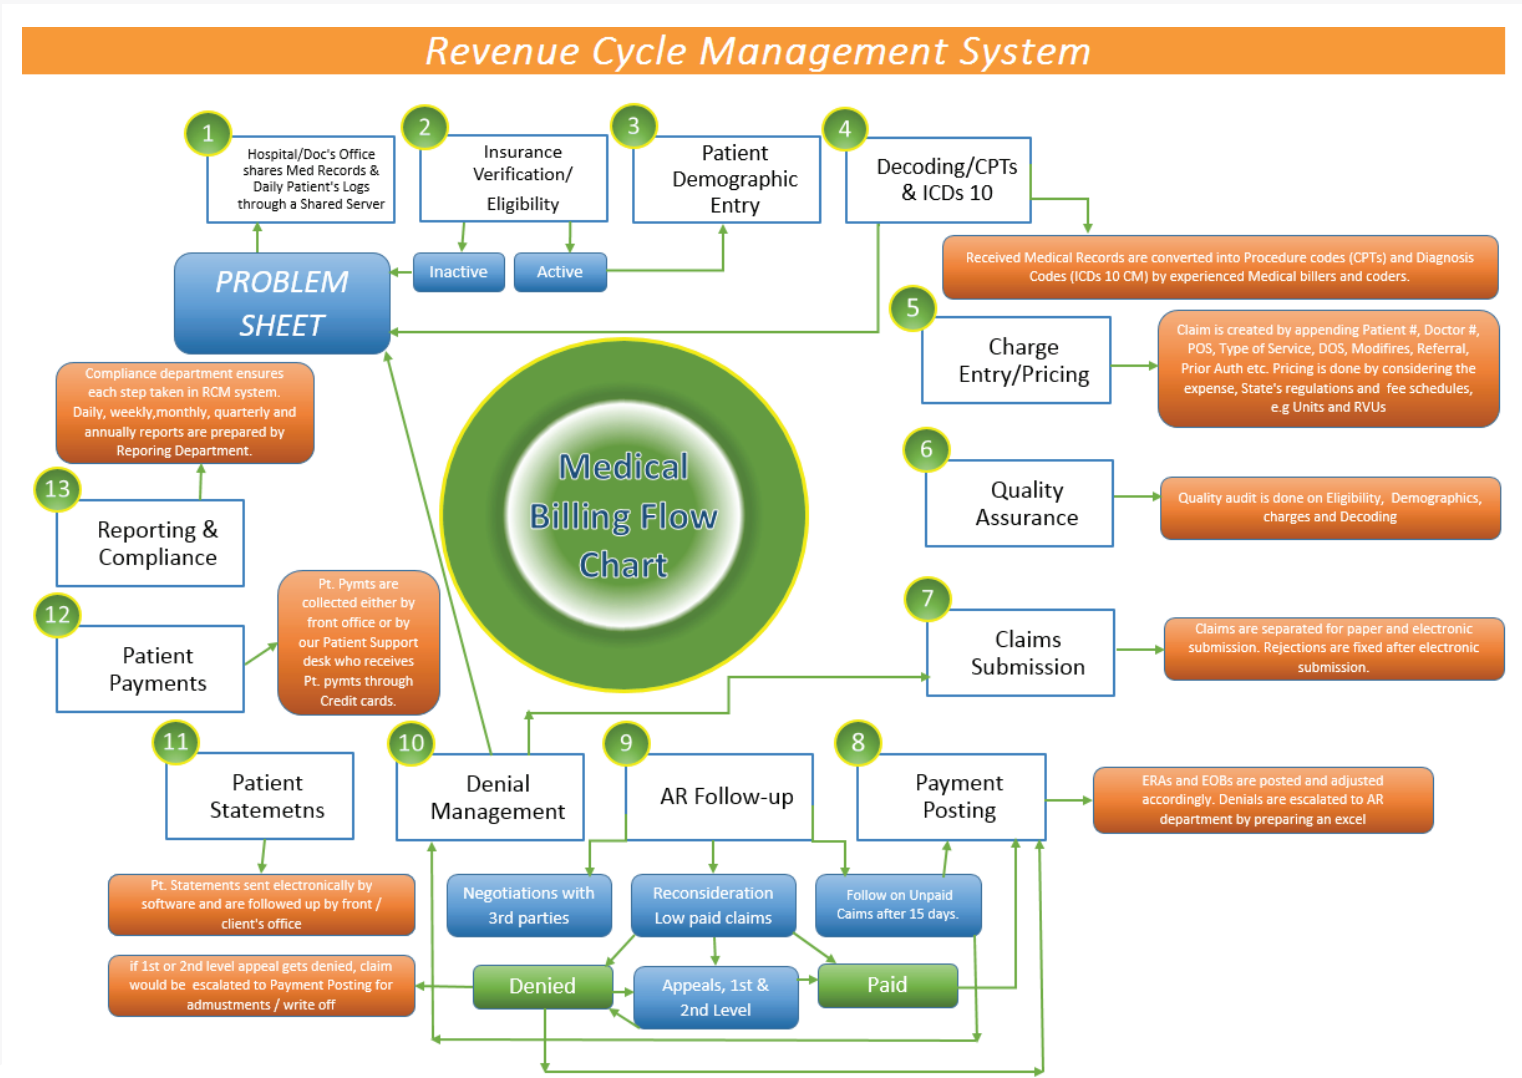 Revenue Cycle Management System
1
Hospital/Doc's Office
shares Med Records &
Daily Patient's Logs
through a Shared Server
2
Insurance
Verification/
Eligibility
3
Patient
Demographic
Entry
4
Decoding/CPTs
& ICDs 10
Inactive
Active
PROBLEM
SHEET
Received Medical Records are converted into Procedure codes (CPTs) and Diagnosis
Codes (ICDs 10 CM) by experienced Medical billers and coders.
5
Charge
Entry/Pricing
Claim is created by appending Patient #, Doctor #,
POS, Type of Service, DOS, Modifires, Referral,
Prior Auth etc. Pricing is done by considering the
expense, State's regulations and fee schedules,
e.g Units and RVUs
Compliance department ensures
each step taken in RCM system.
Daily, weekly,monthly, quarterly and
annually reports are prepared by
Reporing Department.
Medical
Billing Flow
Chart
6
Quality
Assurance
Quality audit is done on Eligibility, Demographics,
charges and Decoding
13
Reporting &
Compliance
12
Patient
Payments
Pt. Pymts are
collected either by
front office or by
our Patient Support
desk who receives
Pt. pymts through
Credit cards.
7
Claims
Submission
Claims are separated for paper and electronic
submission. Rejections are fixed after electronic
submission.
11
Patient
Statemetns
10
Denial
Management
9
AR Follow-up
8
Payment
Posting
ERAs and EOBs are posted and adjusted
accordingly. Denials are escalated to AR
department by preparing an excel
Pt. Statements sent electronically by
software and are followed up by front /
client's office
Negotiations with
3rd parties
Reconsideration
Low paid claims
Follow on Unpaid
Caims after 15 days.
if 1st or 2nd level appeal gets denied, claim
would be escalated to Payment Posting for
admustments / write off
Denied
Appeals, 1st &
2nd Level
Paid